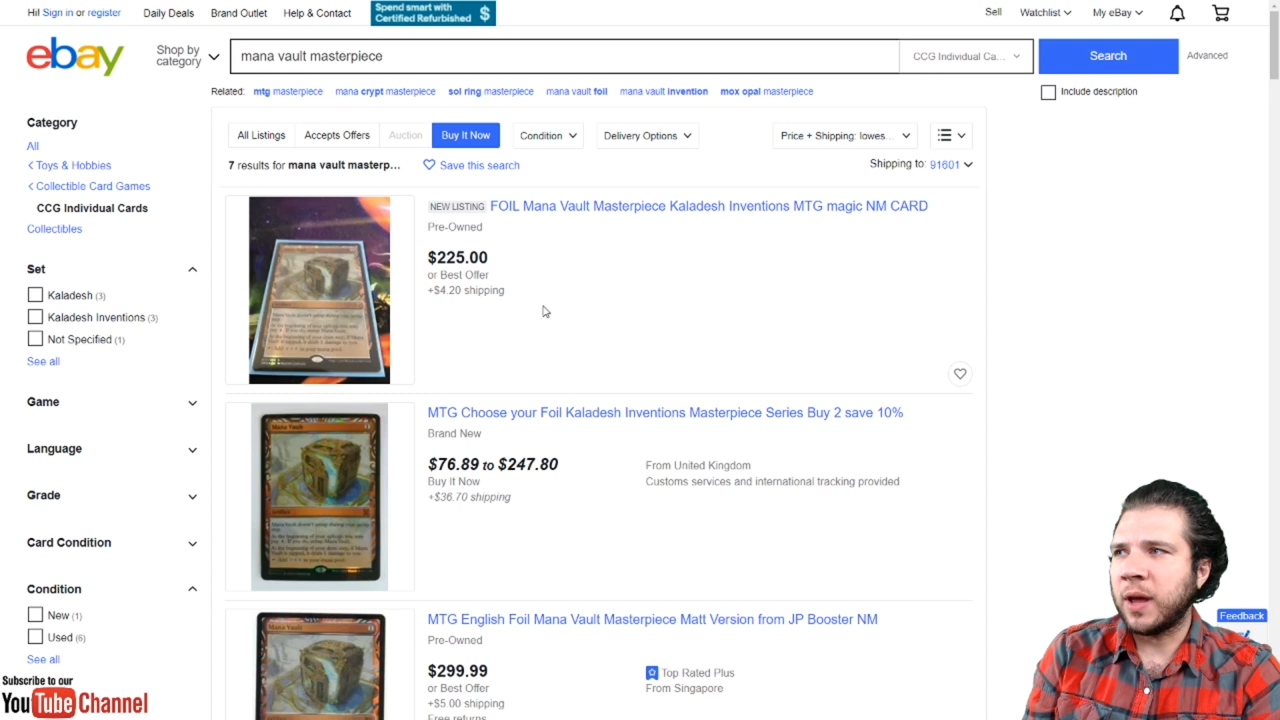 Hi! Sign in or register
Daily Deals
Brand Outlet
Help & Contact
Spend smart with
Certified Refurbished
$
Sell
Watchlist
My eBay
ebay
Shop by
category
mana vault masterpiece
CCG Individual Ca...
Search
Advanced
Related:
mtg masterpiece
mana crypt masterpiece
sol ring masterpiece
mana vault foil
mana vault invention
mox opal masterpiece
Include description
Category
All
Toys & Hobbies
Collectible Card Games
CCG Individual Cards
Collectibles
Set
Kaladesh (3)
Kaladesh Inventions (3)
Not Specified (1)
See all
Game
Language
Grade
Card Condition
Condition
New (1)
Used (6)
See all
All Listings
Accepts Offers
Auction
Buy It Now
Condition
Delivery Options
Price + Shipping: lowes...
7 results for mana vault masterp...
Save this search
Shipping to: 91601
NEW LISTING FOIL Mana Vault Masterpiece Kaladesh Inventions MTG magic NM CARD
Pre-Owned
$225.00
or Best Offer
+$4.20 shipping
MTG Choose your Foil Kaladesh Inventions Masterpiece Series Buy 2 save 10%
Brand New
$76.89 to $247.80
Buy It Now
+$36.70 shipping
From United Kingdom
Customs services and international tracking provided
Mana Vault
Artifact
MTG English Foil Mana Vault Masterpiece Matt Version from JP Booster NM
Pre-Owned
$299.99
or Best Offer
+$5.00 shipping
Free returns
Top Rated Plus
From Singapore
Mana Vault
Feedback
Subscribe to our
YouTube Channel